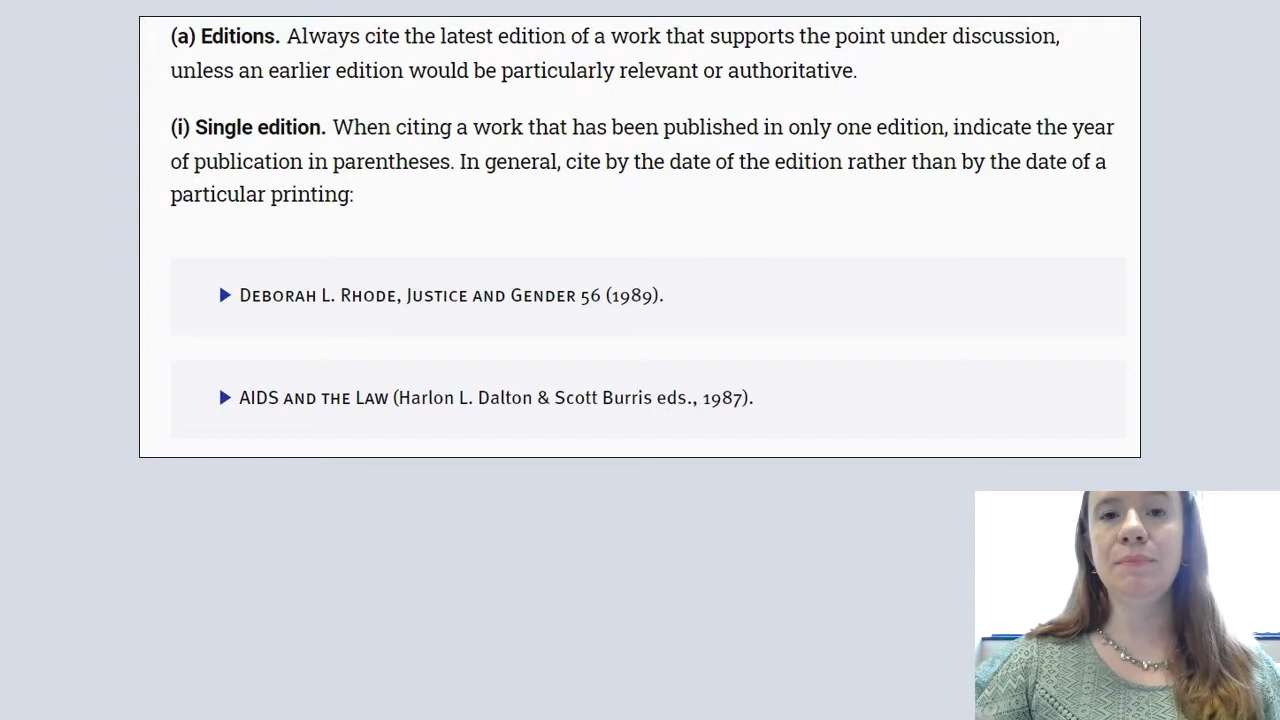 (a) Editions. Always cite the latest edition of a work that supports the point under discussion,
unless an earlier edition would be particularly relevant or authoritative.
(i) Single edition. When citing a work that has been published in only one edition, indicate the year
of publication in parentheses. In general, cite by the date of the edition rather than by the date of a
particular printing:
▶ Deborah L. Rhode, Justice and Gender 56 (1989).
▶ AIDS and the Law (Harlon L. Dalton & Scott Burris eds., 1987).